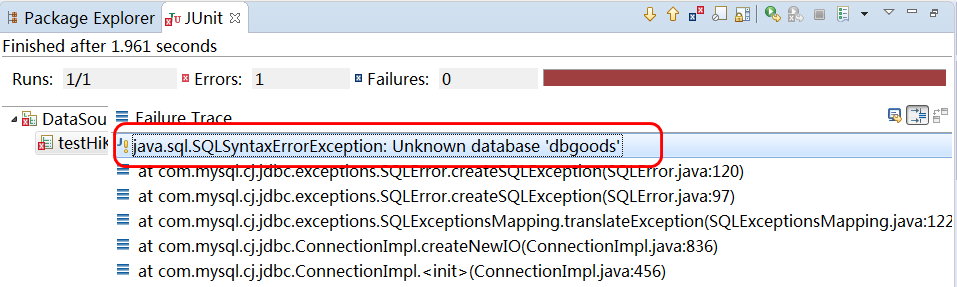 Package Explorer JUnit
Finished after 1.961 seconds
Runs: 1/1 Errors: 1 Failures: 0
DataSou
Failure Trace
testHik
java.sql.SQLSyntaxErrorException: Unknown database 'dbgoods'
at com.mysql.cj.jdbc.exceptions.SQLError.createSQLException(SQLError.java:120)
at com.mysql.cj.jdbc.exceptions.SQLError.createSQLException(SQLError.java:97)
at com.mysql.cj.jdbc.exceptions.SQLExceptionsMapping.translateException(SQLExceptionsMapping.java:122
at com.mysql.cj.jdbc.ConnectionImpl.createNewIO(ConnectionImpl.java:836)
at com.mysql.cj.jdbc.ConnectionImpl.<init>(ConnectionImpl.java:456)